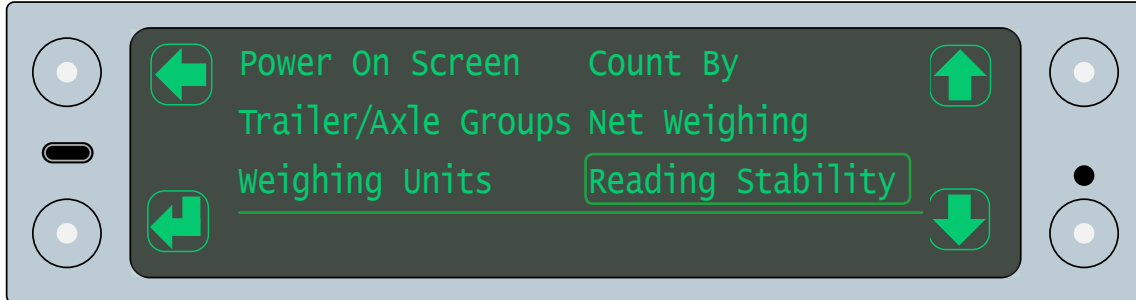 Power On Screen Count By
Trailer/Axle Groups Net Weighing
Weighing Units Reading Stability